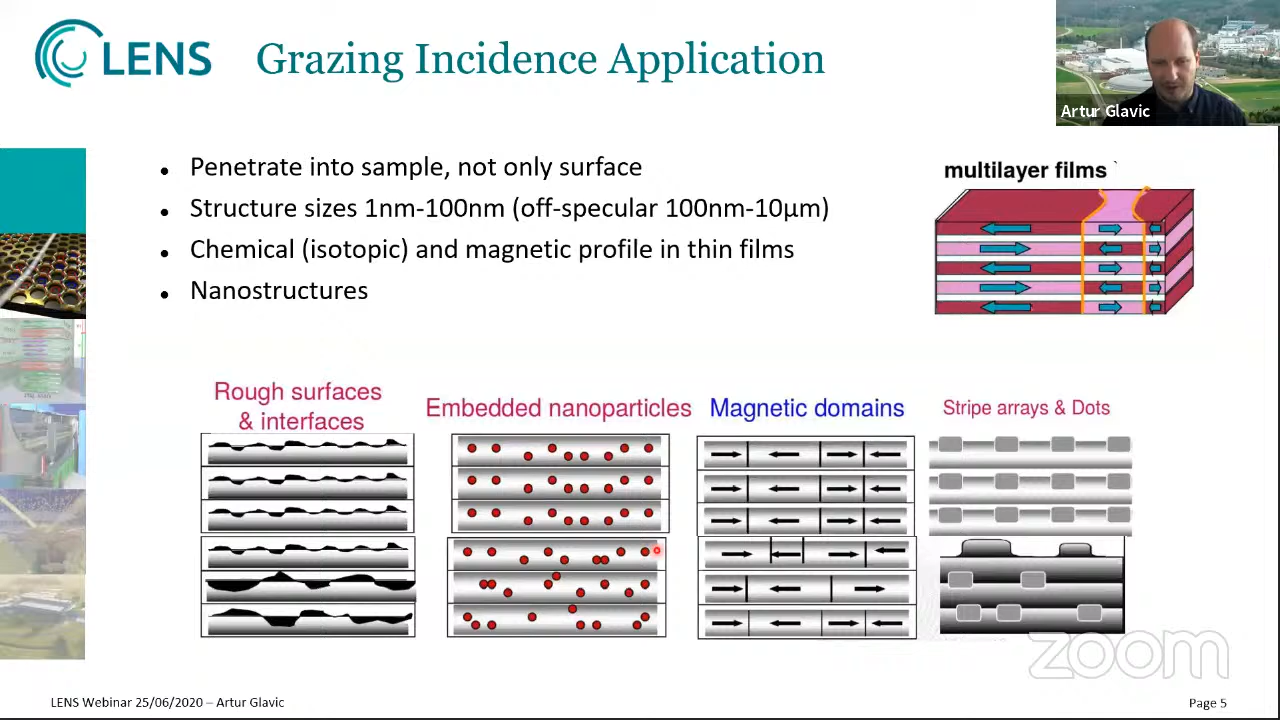 LENS
Grazing Incidence Application
Artur Glavic
Penetrate into sample, not only surface
Structure sizes 1nm-100nm (off-specular 100nm-10µm)
Chemical (isotopic) and magnetic profile in thin films
Nanostructures
multilayer films
Rough surfaces
& interfaces
Embedded nanoparticles
Magnetic domains
Stripe arrays & Dots
zoom
LENS Webinar 25/06/2020 – Artur Glavic
Page 5